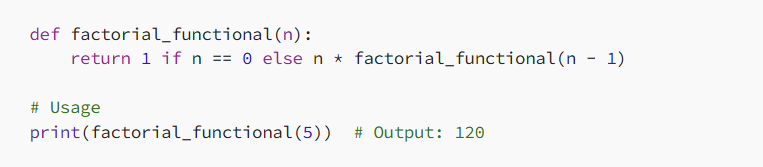 def factorial_functional(n):
    return 1 if n == 0 else n * factorial_functional(n - 1)

# Usage
print(factorial_functional(5))  # Output: 120